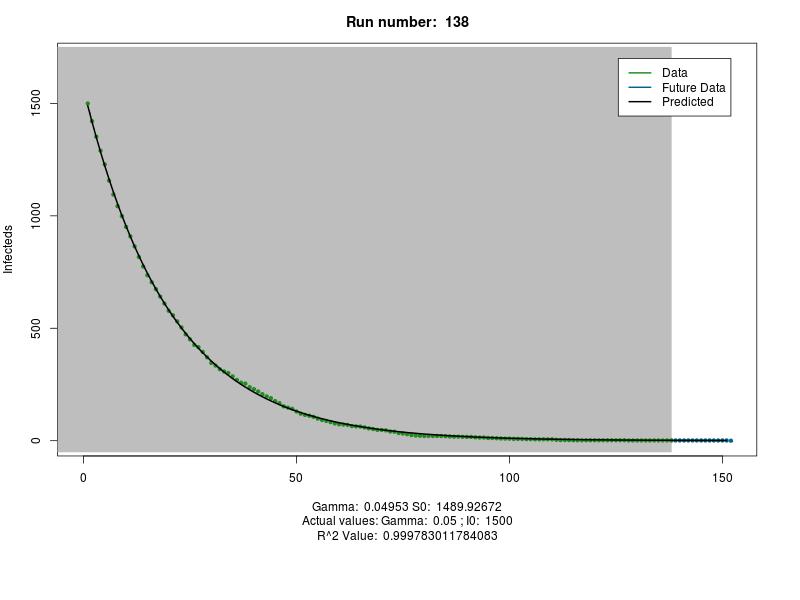 Run number: 138
Data
Future Data
Predicted
Infecteds
1500
1000
500
0
0
50
100
150
Gamma: 0.04953 S0: 1489.92672
Actual values: Gamma: 0.05 ; I0: 1500
R^2 Value: 0.999783011784083